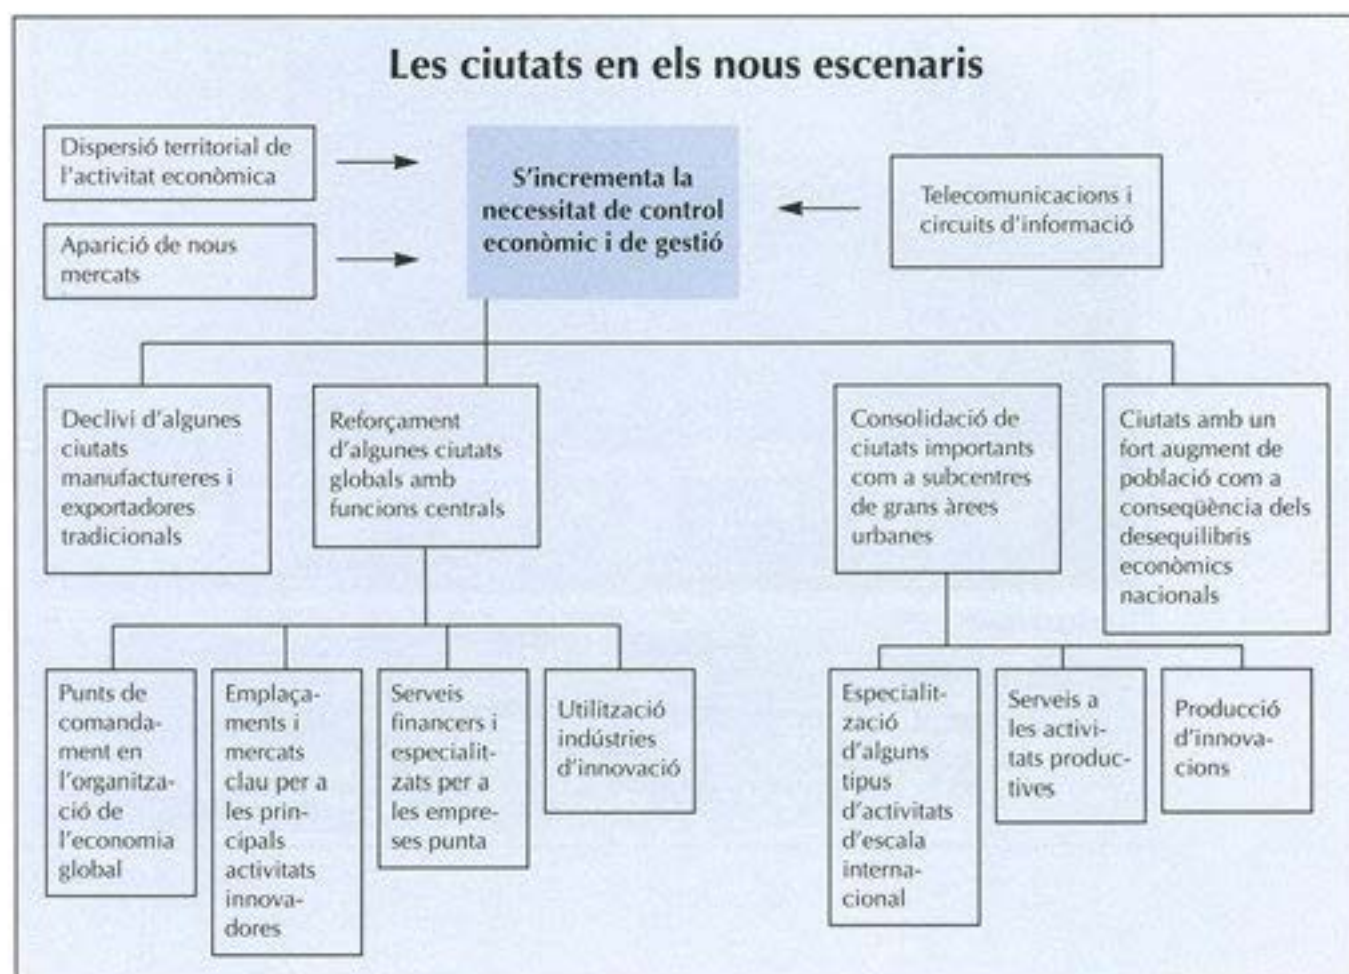 Les ciutats en els nous escenaris
Dispersió territorial de
l'activitat econòmica
Aparició de nous
mercats
S'incrementa la
necessitat de control
econòmic i de gestió
Telecomunicacions i
circuits d'informació
Declivi d'algunes
ciutats
manufactureres i
exportadores
tradicionals
Reforçament
d'algunes ciutats
globals amb
funcions centrals
Consolidació de
ciutats importants
com a subcentres
de grans àrees
urbanes
Ciutats amb un
fort augment de
població com a
conseqüència dels
desequilibris
econòmics
nacionals
Punts de
comanda-
ment en
l'organitza-
ció de
l'economia
global
Emplaça-
ments i
mercats
clau per a
les prin-
cipals
activitats
innova-
dores
Serveis
financers i
especialit-
zats per a
les empre-
ses punta
Utilització
indústries
d'innovació
Especialit-
zació
d'alguns
tipus
d'activitats
d'escala
interna-
cional
Serveis a
les activi-
tats produc-
tives
Producció
d'innova-
cions